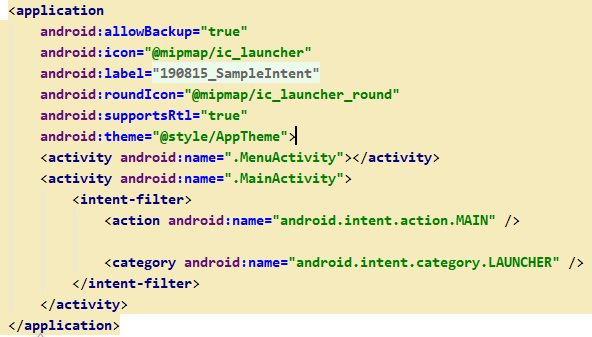 <application
android:allowBackup="true"
android:icon="@mipmap/ic_launcher"
android:label="190815_SampleIntent"
android:roundIcon="@mipmap/ic_launcher_round"
android:supportsRtl="true"
android:theme="@style/AppTheme">
<activity android:name=".MenuActivity"></activity>
<activity android:name=".MainActivity">
<intent-filter>
<action android:name="android.intent.action.MAIN" />
<category android:name="android.intent.category.LAUNCHER" />
</intent-filter>
</activity>
</application>